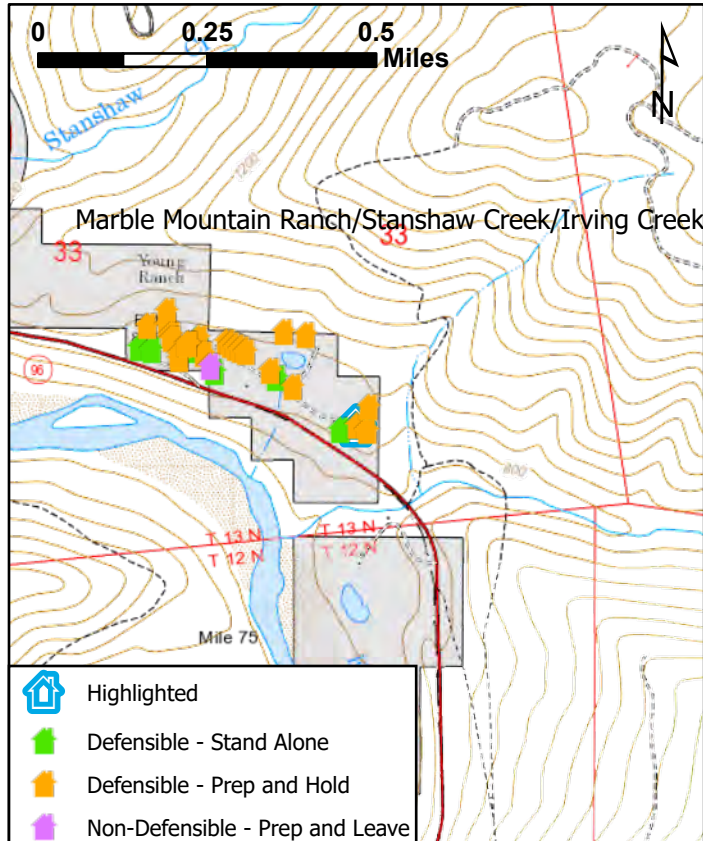 0 0.25 0.5
Miles
N
Stanshaw Cr
1200
Marble Mountain Ranch/Stanshaw Creek/Irving Creek
33
33
Young
Ranch
96
800
T 13 N
T 13 N
T 12 N
T 12 N
Mile 75
Highlighted
Defensible - Stand Alone
Defensible - Prep and Hold
Non-Defensible - Prep and Leave